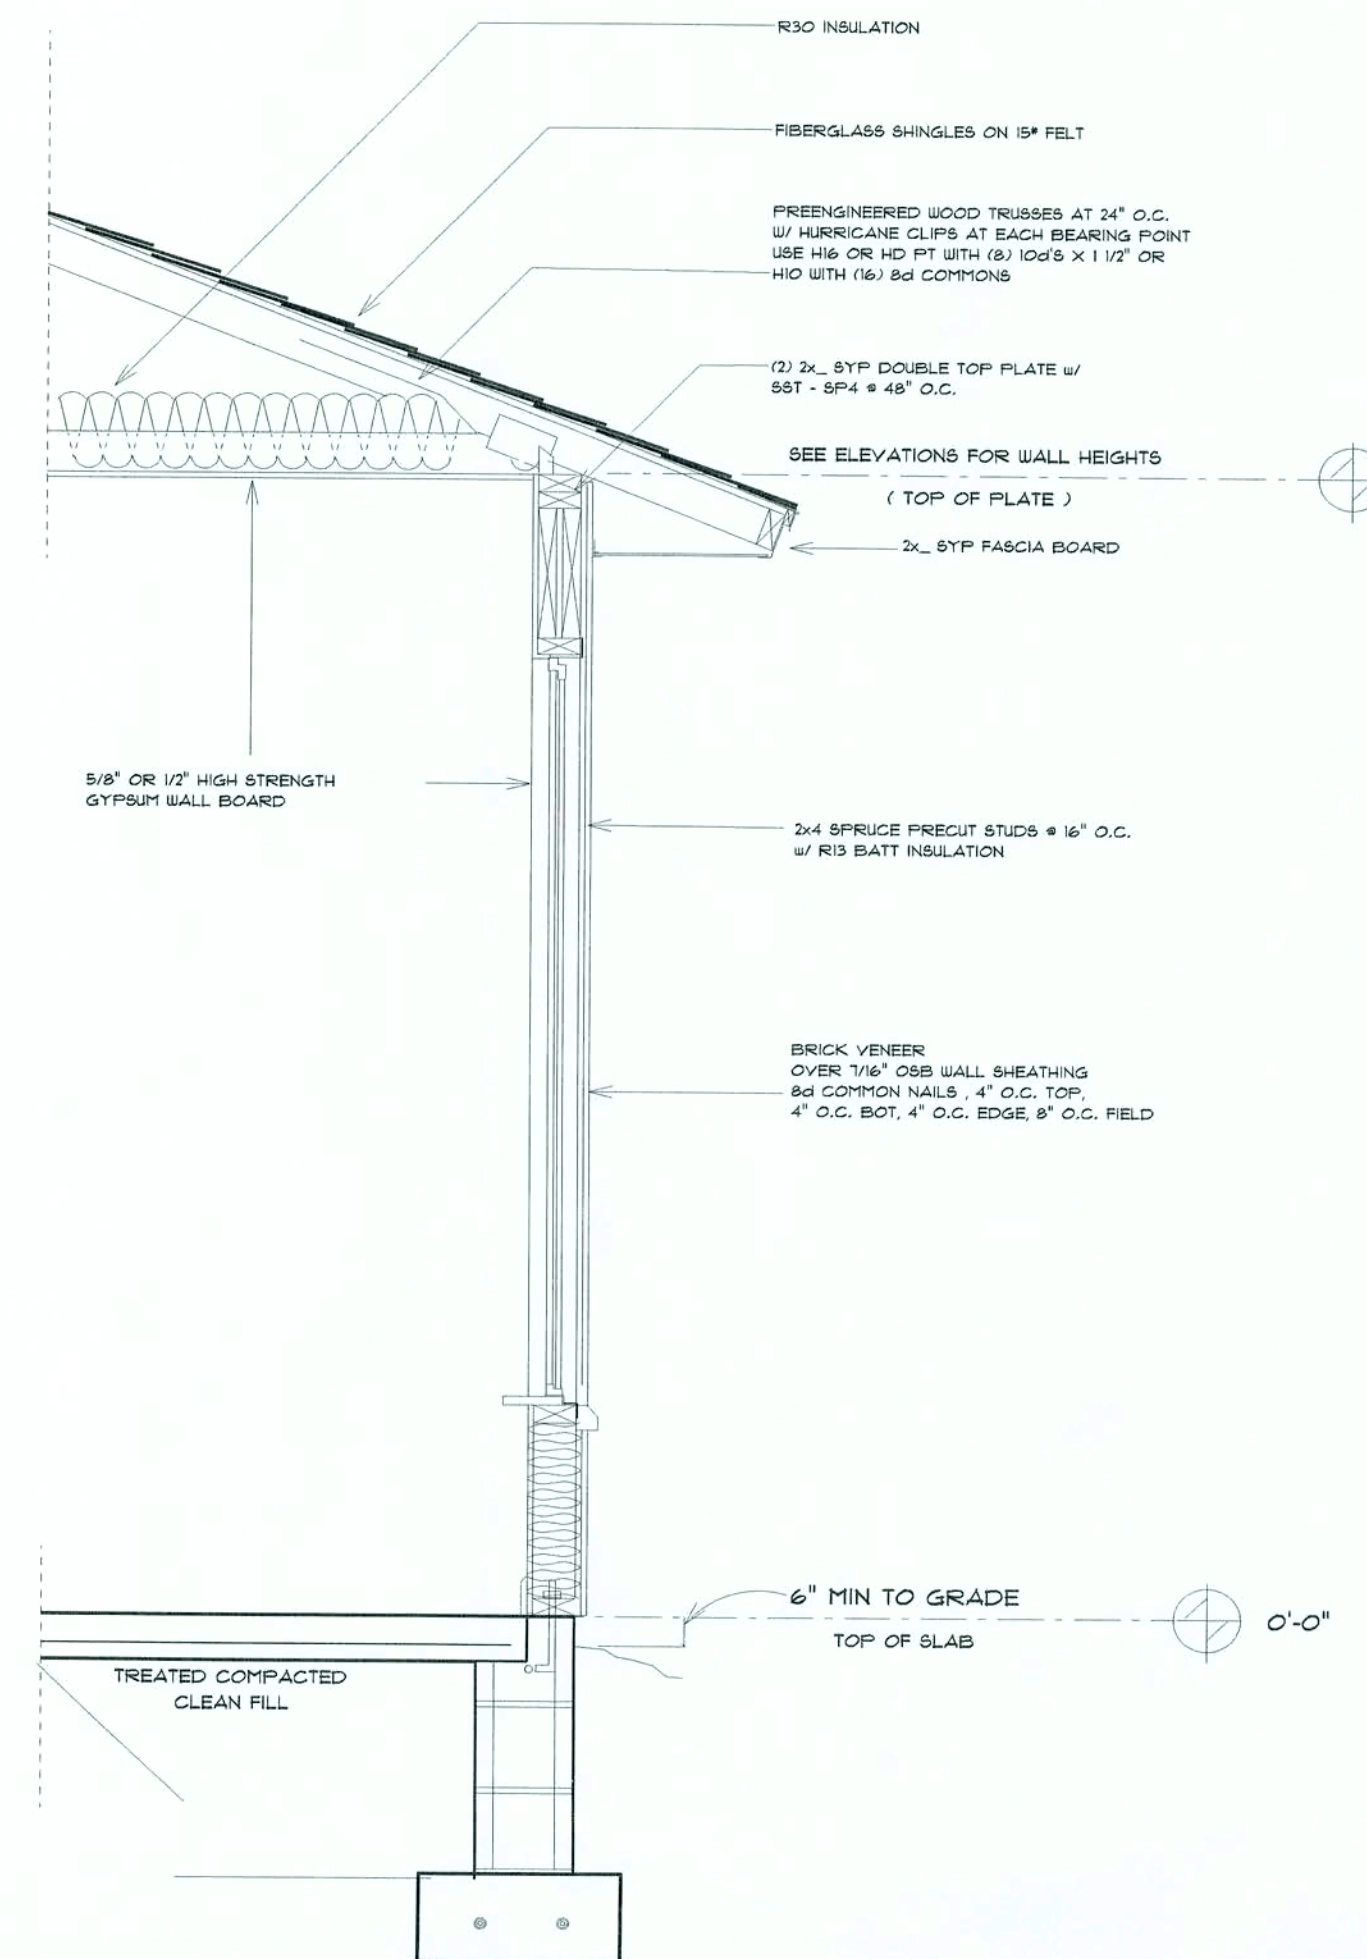 R30 INSULATION
FIBERGLASS SHINGLES ON 15# FELT
PREENGINEERED WOOD TRUSSES AT 24" O.C.
W/ HURRICANE CLIPS AT EACH BEARING POINT
USE H16 OR HD PT WITH (8) 10d'S X 1 1/2" OR
H10 WITH (16) 8d COMMONS
(2) 2x_ SYP DOUBLE TOP PLATE w/
SST - SP4 @ 48" O.C.
SEE ELEVATIONS FOR WALL HEIGHTS
( TOP OF PLATE )
2x_ SYP FASCIA BOARD
5/8" OR 1/2" HIGH STRENGTH
GYPSUM WALL BOARD
2x4 SPRUCE PRECUT STUDS @ 16" O.C.
w/ R13 BATT INSULATION
BRICK VENEER
OVER 7/16" OSB WALL SHEATHING
8d COMMON NAILS , 4" O.C. TOP,
4" O.C. BOT, 4" O.C. EDGE, 8" O.C. FIELD
6" MIN TO GRADE
TOP OF SLAB
0'-0"
TREATED COMPACTED
CLEAN FILL